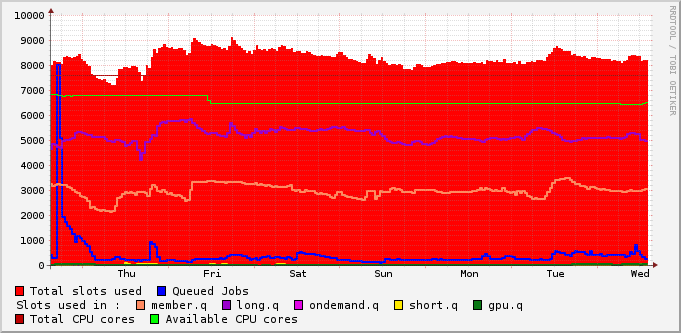 RRDTOOL / TOBI OETIKER
10000
9000
8000
7000
6000
5000
4000
3000
2000
1000
0
Thu Fri Sat Sun Mon Tue Wed
Total slots used Queued Jobs
Slots used in : member.q long.q ondemand.q short.q gpu.q
Total CPU cores Available CPU cores